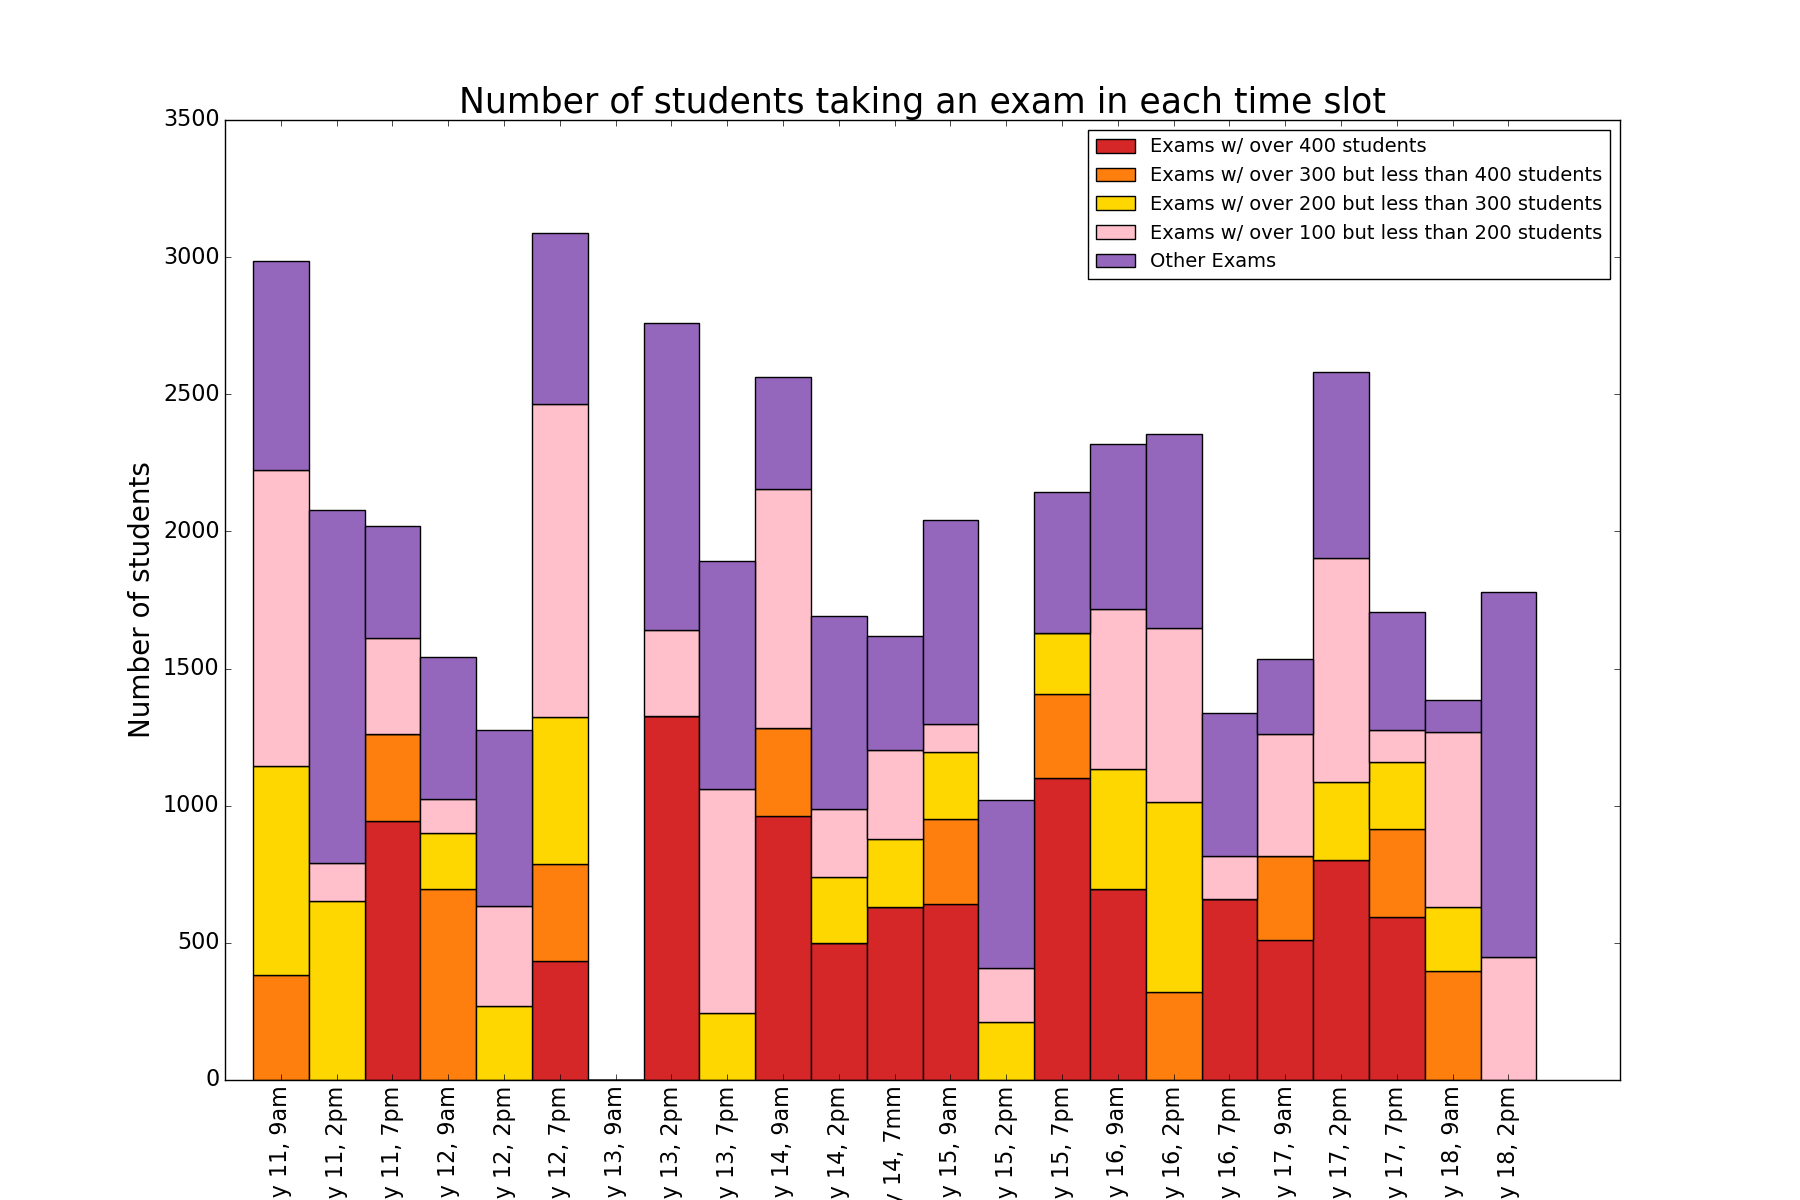 Number of students taking an exam in each time slot
Exams w/ over 400 students
Exams w/ over 300 but less than 400 students
Exams w/ over 200 but less than 300 students
Exams w/ over 100 but less than 200 students
Other Exams
Number of students
3500
3000
2500
2000
1500
1000
500
0
y 11, 9am
y 11, 2pm
y 11, 7pm
y 12, 9am
y 12, 2pm
y 12, 7pm
y 13, 9am
y 13, 2pm
y 13, 7pm
y 14, 9am
y 14, 2pm
y 14, 7mm
y 15, 9am
y 15, 2pm
y 15, 7pm
y 16, 9am
y 16, 2pm
y 16, 7pm
y 17, 9am
y 17, 2pm
y 17, 7pm
y 18, 9am
y 18, 2pm